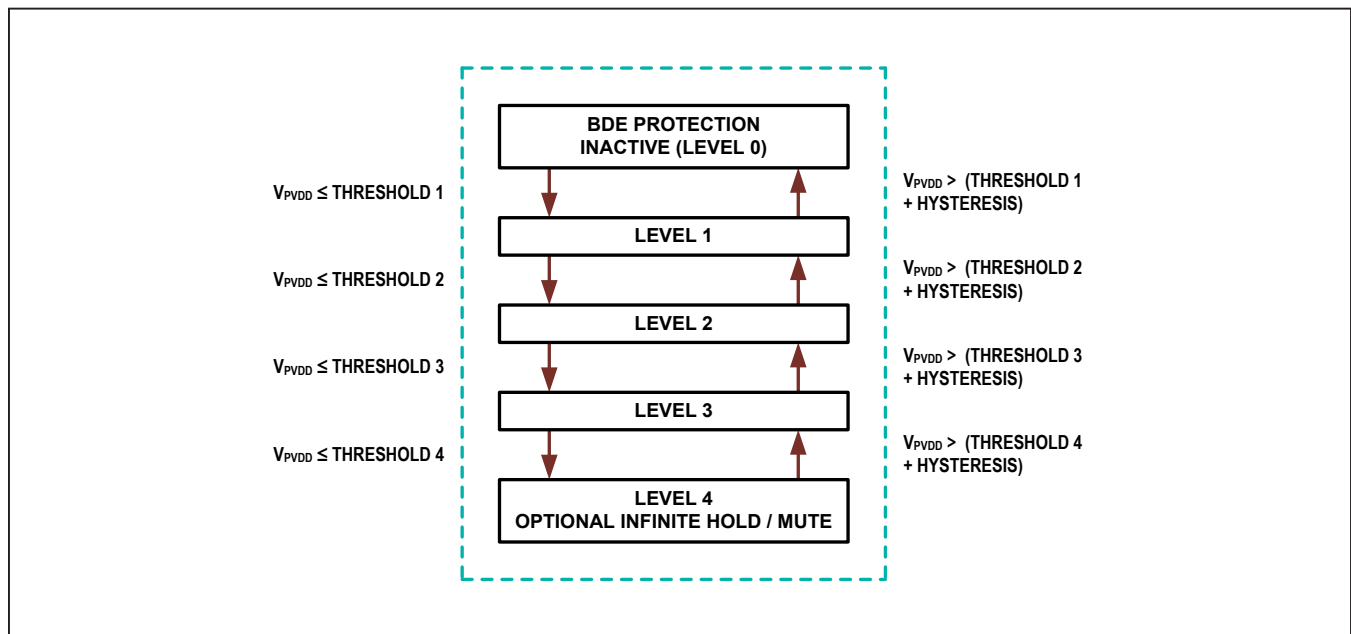 BDE PROTECTION
INACTIVE (LEVEL 0)
VPVDD ≤ THRESHOLD 1
VPVDD > (THRESHOLD 1
+ HYSTERESIS)
LEVEL 1
VPVDD ≤ THRESHOLD 2
VPVDD > (THRESHOLD 2
+ HYSTERESIS)
LEVEL 2
VPVDD ≤ THRESHOLD 3
VPVDD > (THRESHOLD 3
+ HYSTERESIS)
LEVEL 3
VPVDD ≤ THRESHOLD 4
VPVDD > (THRESHOLD 4
+ HYSTERESIS)
LEVEL 4
OPTIONAL INFINITE HOLD / MUTE